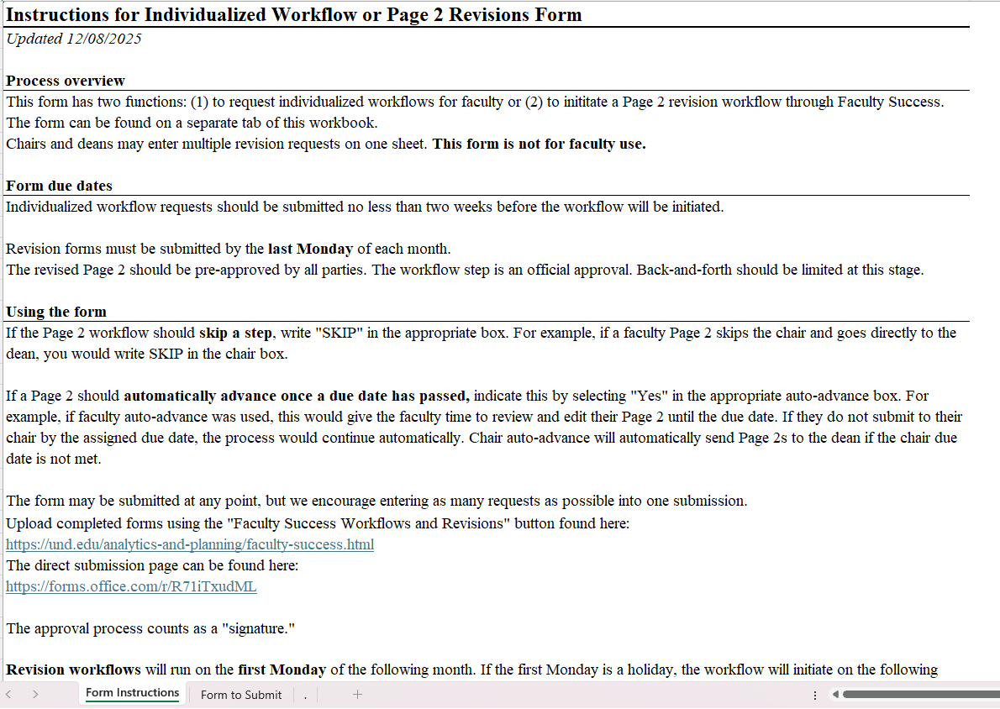 Instructions for Individualized Workflow or Page 2 Revisions Form
Updated 12/08/2025
Process overview
This form has two functions: (1) to request individualized workflows for faculty or (2) to inititate a Page 2 revision workflow through Faculty Success.
The form can be found on a separate tab of this workbook.
Chairs and deans may enter multiple revision requests on one sheet. This form is not for faculty use.
Form due dates
Individualized workflow requests should be submitted no less than two weeks before the workflow will be initiated.
Revision forms must be submitted by the last Monday of each month.
The revised Page 2 should be pre-approved by all parties. The workflow step is an official approval. Back-and-forth should be limited at this stage.
Using the form
If the Page 2 workflow should skip a step, write "SKIP" in the appropriate box. For example, if a faculty Page 2 skips the chair and goes directly to the
dean, you would write SKIP in the chair box.
If a Page 2 should automatically advance once a due date has passed, indicate this by selecting "Yes" in the appropriate auto-advance box. For
example, if faculty auto-advance was used, this would give the faculty time to review and edit their Page 2 until the due date. If they do not submit to their
chair by the assigned due date, the process would continue automatically. Chair auto-advance will automatically send Page 2s to the dean if the chair due
date is not met.
The form may be submitted at any point, but we encourage entering as many requests as possible into one submission.
Upload completed forms using the "Faculty Success Workflows and Revisions" button found here:
https://und.edu/analytics-and-planning/faculty-success.html
The direct submission page can be found here:
https://forms.office.com/r/R71iTxudML
The approval process counts as a "signature."
Revision workflows will run on the first Monday of the following month. If the first Monday is a holiday, the workflow will initiate on the following
Form Instructions
Form to Submit
.